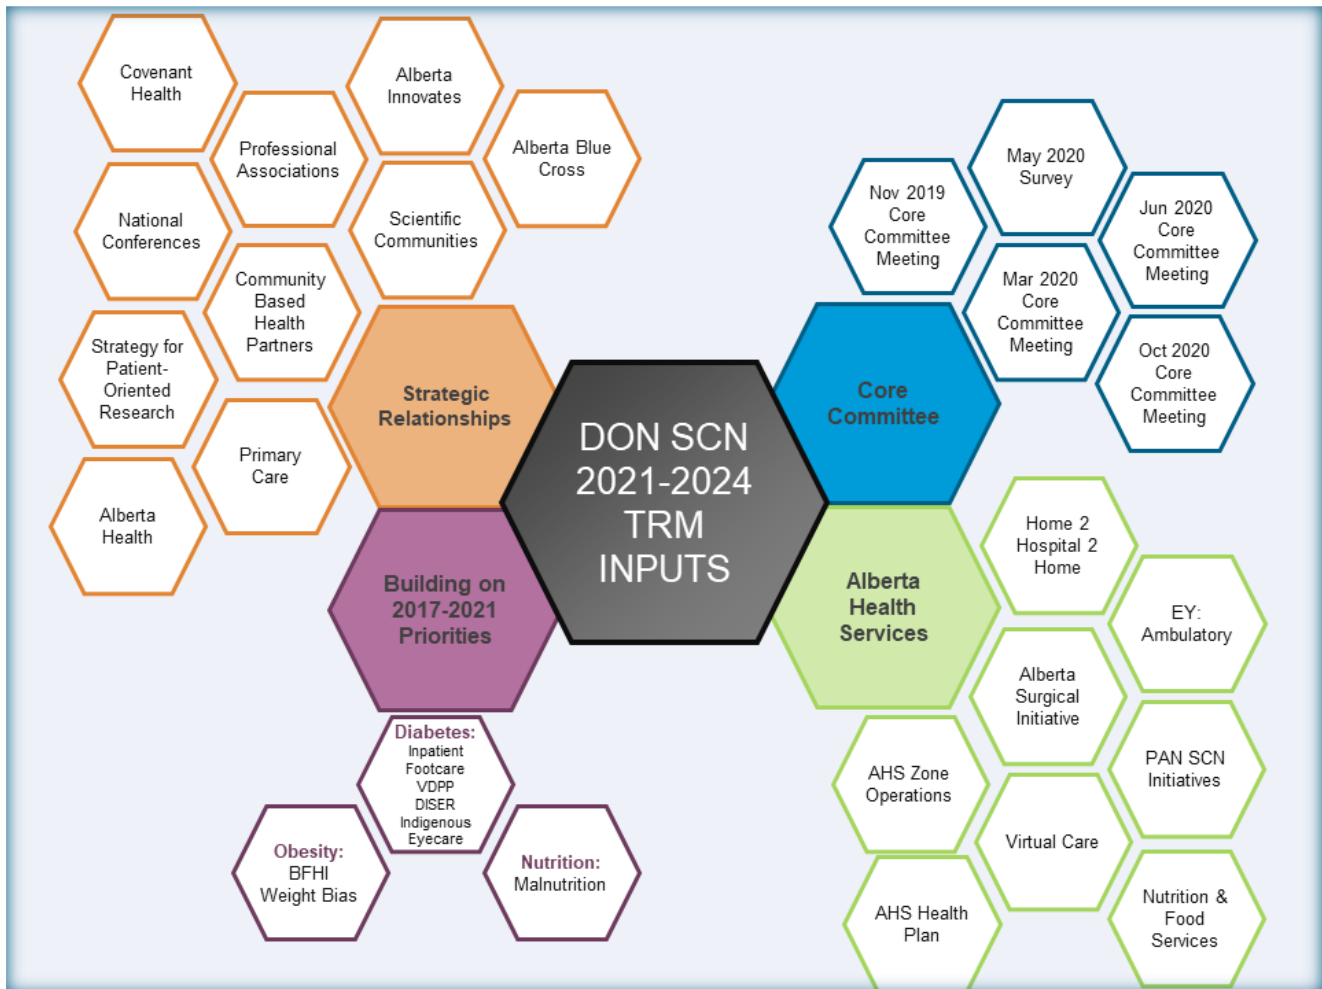 Covenant
Health
Alberta
Innovates
Professional
Associations
Alberta Blue
Cross
National
Conferences
Scientific
Communities
Community
Based
Health
Partners
Strategy for
Patient-
Oriented
Research
Primary
Care
Alberta
Health
Strategic
Relationships
DON SCN
2021-2024
TRM
INPUTS
Core
Committee
May 2020
Survey
Nov 2019
Core
Committee
Meeting
Jun 2020
Core
Committee
Meeting
Mar 2020
Core
Committee
Meeting
Oct 2020
Core
Committee
Meeting
Building on
2017-2021
Priorities
Diabetes:
Inpatient
Footcare
VDPP
DISER
Indigenous
Eyecare
Obesity:
BFHI
Weight Bias
Nutrition:
Malnutrition
Alberta
Health
Services
Home 2
Hospital 2
Home
EY:
Ambulatory
Alberta
Surgical
Initiative
PAN SCN
Initiatives
AHS Zone
Operations
Virtual Care
AHS Health
Plan
Nutrition &
Food
Services